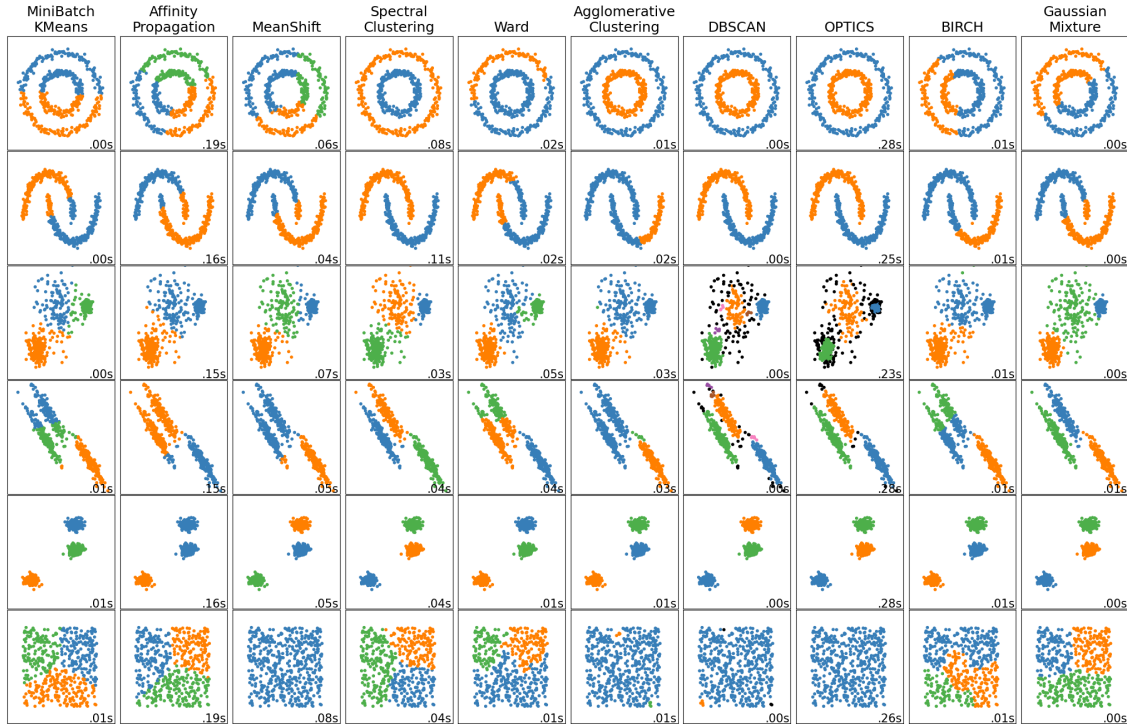 MiniBatch
KMeans
Affinity
Propagation
MeanShift
Spectral
Clustering
Ward
Agglomerative
Clustering
DBSCAN
OPTICS
BIRCH
Gaussian
Mixture
.00s .19s .06s .08s .02s .01s .00s .28s .01s .00s
.00s .16s .04s .11s .02s .02s .00s .25s .01s .00s
.00s .15s .07s .03s .05s .03s .00s .23s .01s .00s
.01s .15s .05s .04s .04s .03s .00s .28s .01s .01s
.01s .16s .05s .04s .01s .01s .00s .28s .01s .00s
.01s .19s .08s .04s .01s .01s .00s .26s .01s .00s